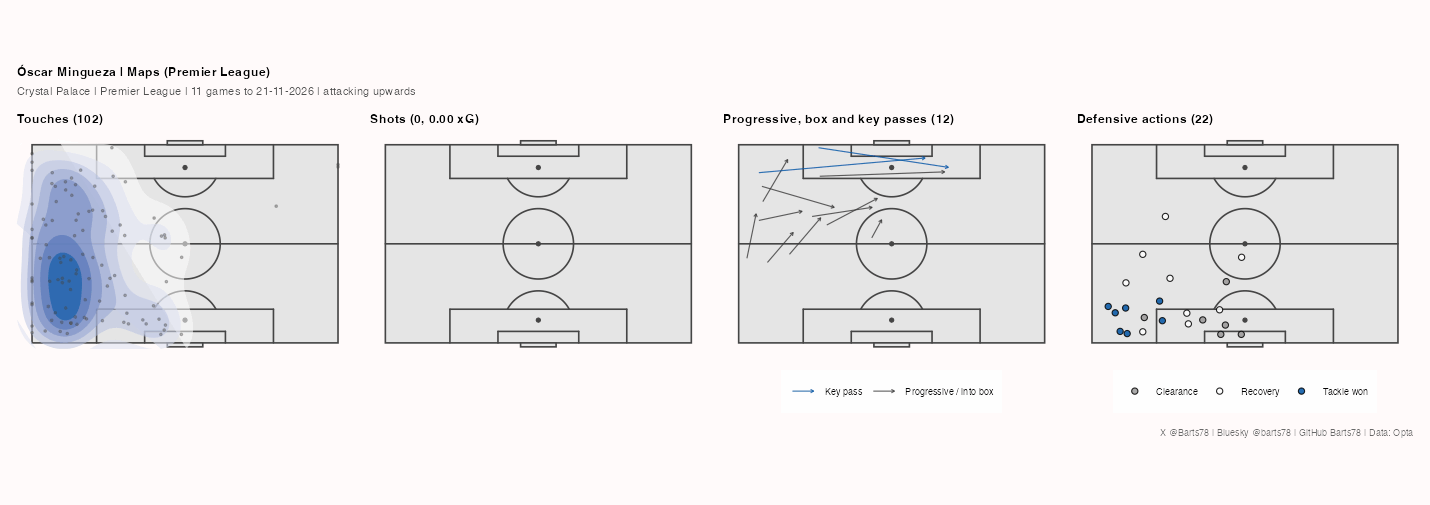 Óscar Mingueza | Maps (Premier League)
Crystal Palace | Premier League | 11 games to 21-11-2026 | attacking upwards
Touches (102)
Shots (0, 0.00 xG)
Progressive, box and key passes (12)
Defensive actions (22)
Key pass
Progressive / into box
Clearance
Recovery
Tackle won
X @Barts78 | Bluesky @barts78 | GitHub Barts78 | Data: Opta